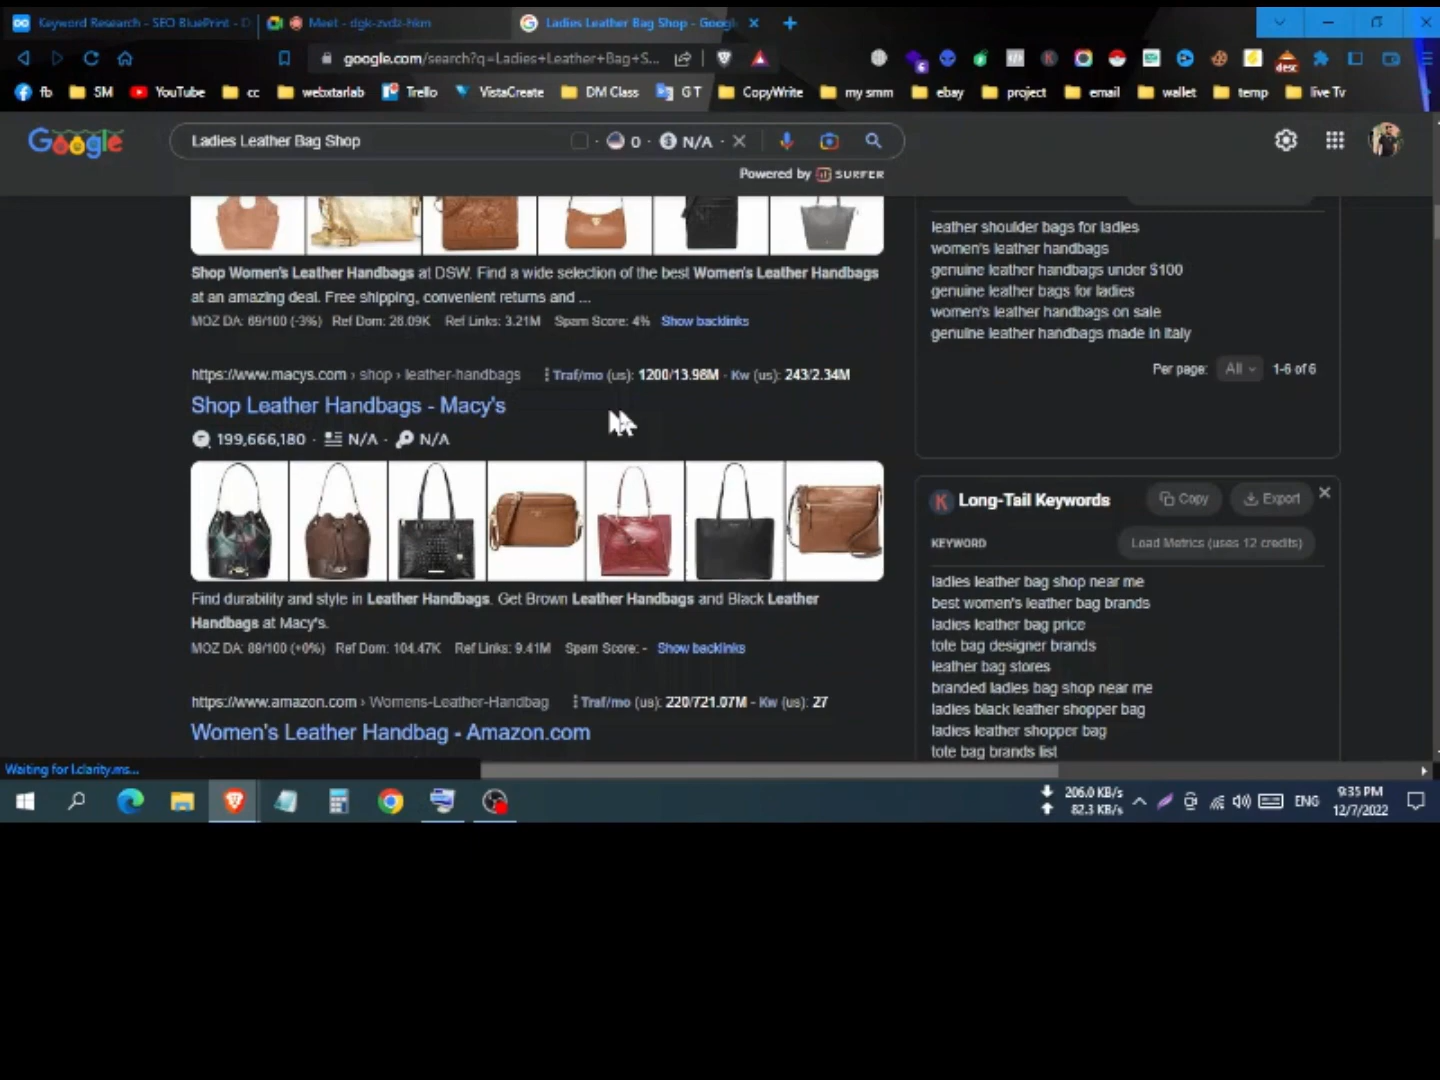 Keyword Research - SEO BluePrint - D
Meet - dgk-zvdz-hkm
Ladies Leather Bag Shop - Google
google.com/search?q=Ladies+Leather+Bag+S...
6
desc
fb
SM
YouTube
cc
webxtarlab
Trello
VistaCreate
DM Class
G T
CopyWrite
my smm
ebay
project
email
wallet
temp
live Tv
Google
Ladies Leather Bag Shop
0 · N/A ·
Powered by SURFER
Shop Women's Leather Handbags at DSW. Find a wide selection of the best Women's Leather Handbags
at an amazing deal. Free shipping, convenient returns and ...
MOZ DA: 69/100 (-3%) Ref Dom: 26.09K Ref Links: 3.21M Spam Score: 4% Show backlinks
https://www.macys.com › shop › leather-handbags Traf/mo (us): 1200/13.98M - Kw (us): 243/2.34M
Shop Leather Handbags - Macy's
199,666,180 · N/A · N/A
Find durability and style in Leather Handbags. Get Brown Leather Handbags and Black Leather
Handbags at Macy's.
MOZ DA: 89/100 (+0%) Ref Dom: 104.47K Ref Links: 9.41M Spam Score: - Show backlinks
https://www.amazon.com › Womens-Leather-Handbag Traf/mo (us): 220/721.07M - Kw (us): 27
Women's Leather Handbag - Amazon.com
leather shoulder bags for ladies
women's leather handbags
genuine leather handbags under $100
genuine leather bags for ladies
women's leather handbags on sale
genuine leather handbags made in italy
Per page: All 1-6 of 6
K Long-Tail Keywords Copy Export
KEYWORD Load Metrics (uses 12 credits)
ladies leather bag shop near me
best women's leather bag brands
ladies leather bag price
tote bag designer brands
leather bag stores
branded ladies bag shop near me
ladies black leather shopper bag
ladies leather shopper bag
tote bag brands list
Waiting for l.clarity.ms...
206.0 KB/s
82.3 KB/s
ENG
9:35 PM
12/7/2022